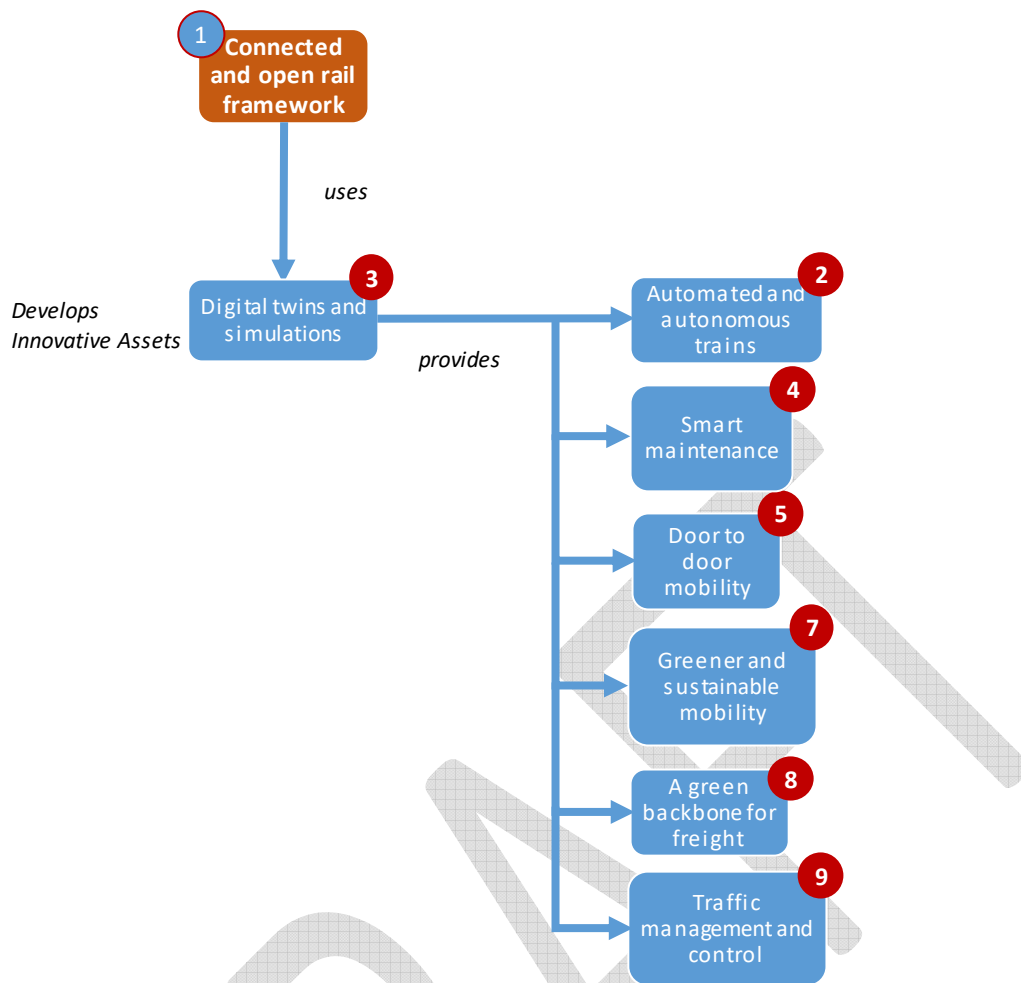 1
Connected
and open rail
framework
uses
Develops
Innovative Assets
3
Digital twins and
simulations
provides
2
Automated and
autonomous
trains
4
Smart
maintenance
5
Door to
door
mobility
7
Greener and
sustainable
mobility
8
A green
backbone for
freight
9
Traffic
management and
control